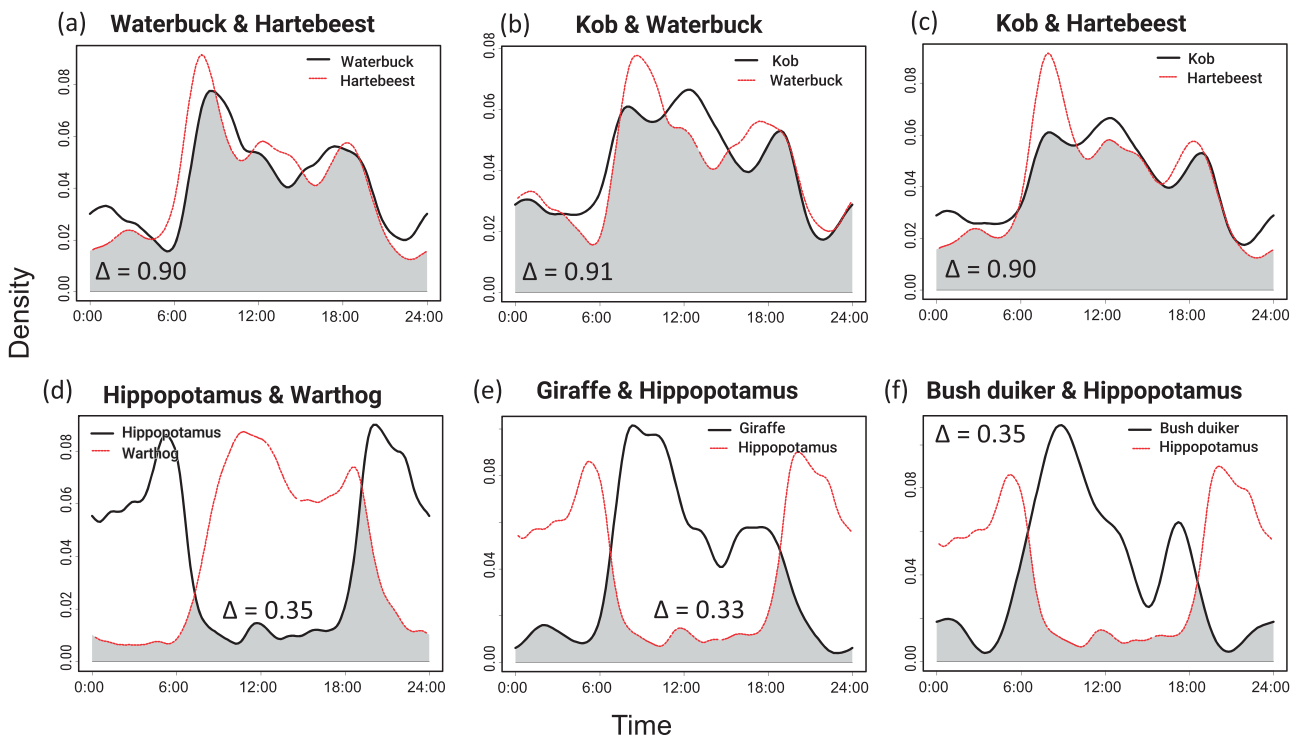 (a) Waterbuck & Hartebeest
Waterbuck
Hartebeest
0.00 0.02 0.04 0.06 0.08
Δ = 0.90
0:00 6:00 12:00 18:00 24:00
(b) Kob & Waterbuck
Kob
Waterbuck
0.00 0.02 0.04 0.06 0.08
Δ = 0.91
0:00 6:00 12:00 18:00 24:00
(c) Kob & Hartebeest
Kob
Hartebeest
0.00 0.02 0.04 0.06 0.08
Δ = 0.90
0:00 6:00 12:00 18:00 24:00
Density
(d) Hippopotamus & Warthog
Hippopotamus
Warthog
0.00 0.02 0.04 0.06 0.08
Δ = 0.35
0:00 6:00 12:00 18:00 24:00
(e) Giraffe & Hippopotamus
Giraffe
Hippopotamus
0.00 0.04 0.08
Δ = 0.33
0:00 6:00 12:00 18:00 24:00
(f) Bush duiker & Hippopotamus
Δ = 0.35
Bush duiker
Hippopotamus
0.00 0.04 0.08
0:00 6:00 12:00 18:00 24:00
Time